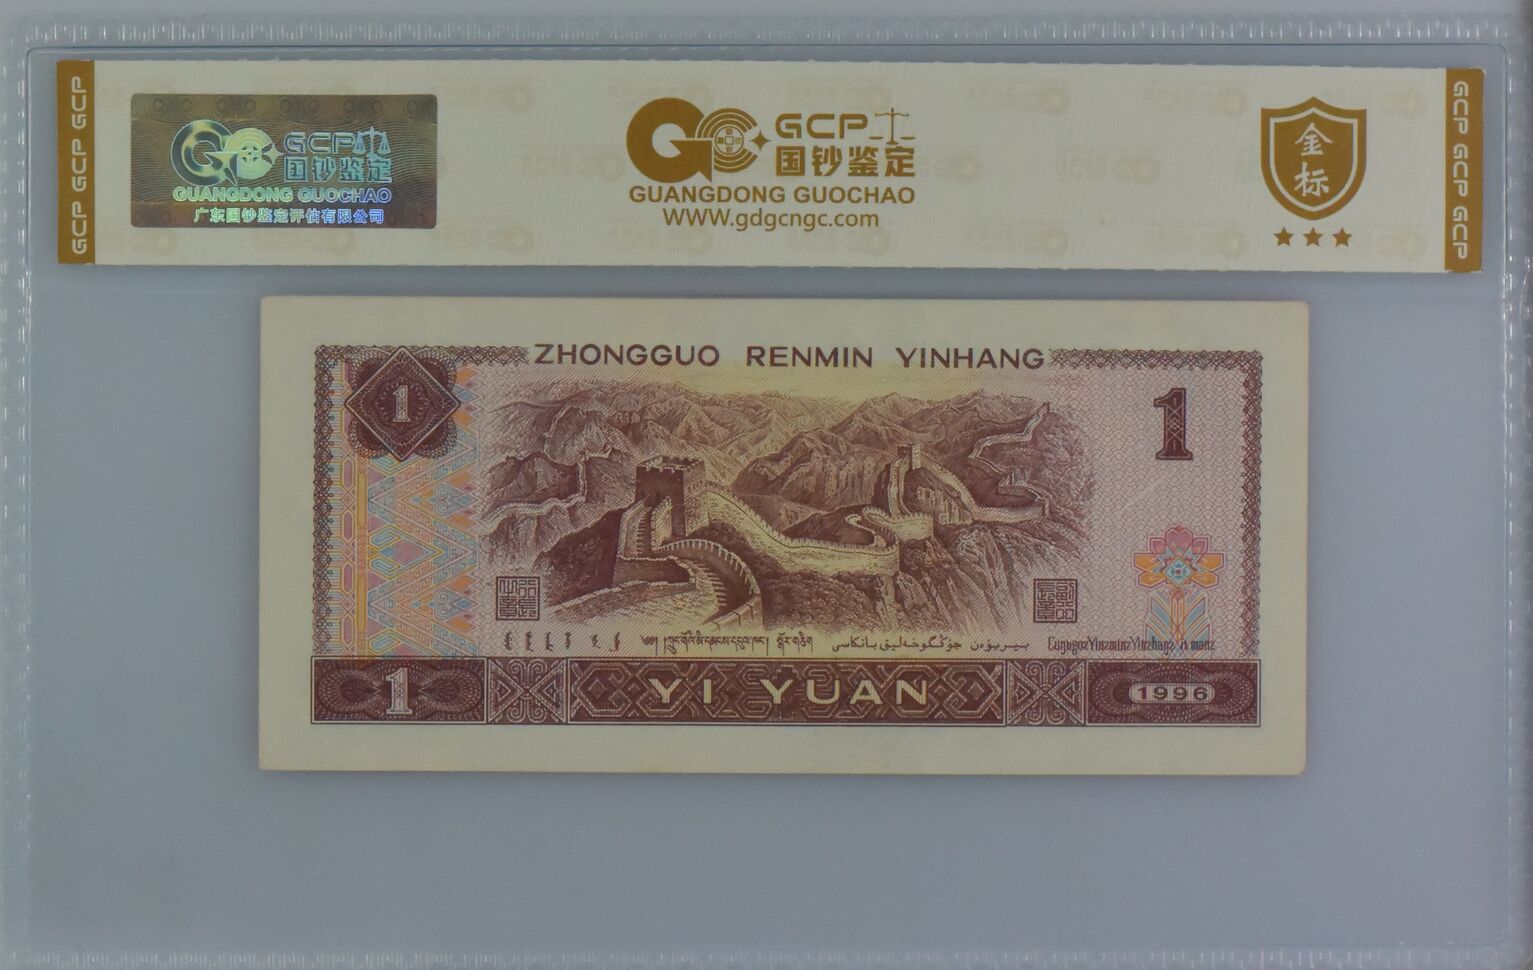 GCP GCP GCP
GCP
国钞鉴定
GUANGDONG GUOCHAO
广东国钞鉴定评估有限公司
GCP
国钞鉴定
GUANGDONG GUOCHAO
WWW.gdgcngc.com
金标
GCP GCP GCP
ZHONGGUO RENMIN YINHANG
1
1
1 YI YUAN 1996